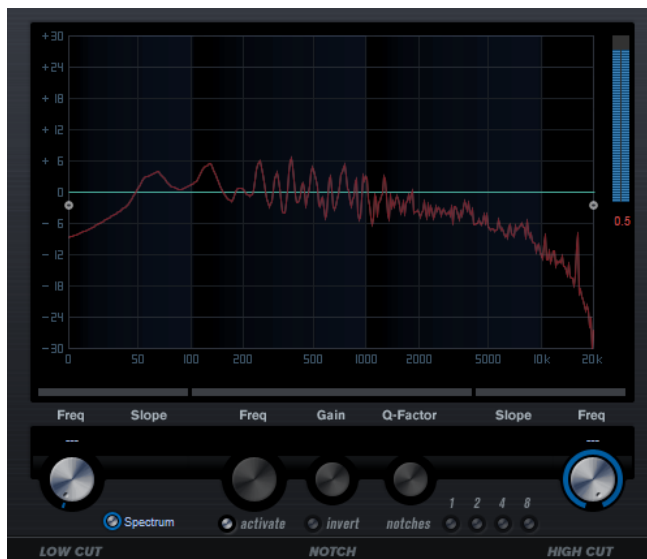 +30
+24
+ 18
+ 12
+ 6
0
- 6
- 12
- 18
-24
-30
0 50 100 200 500 1000 2000 5000 10k 20k
0.5
Freq Slope Freq Gain Q-Factor Slope Freq
--- ---
1 2 4 8
Spectrum activate invert notches
LOW CUT NOTCH HIGH CUT